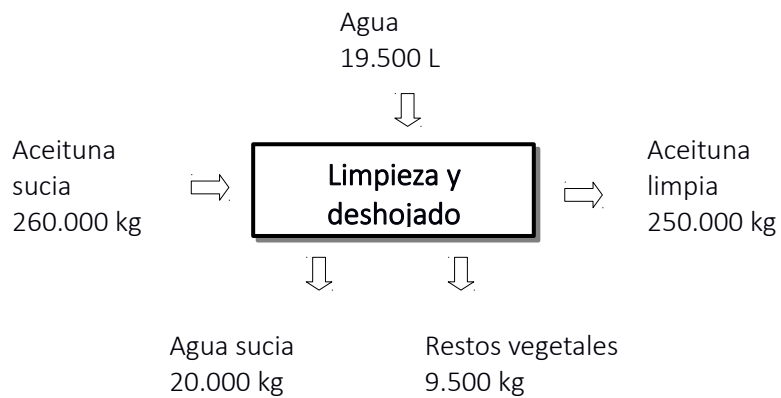 Agua
19.500 L
Aceituna
sucia
260.000 kg
Limpieza y
deshojado
Aceituna
limpia
250.000 kg
Agua sucia
20.000 kg
Restos vegetales
9.500 kg